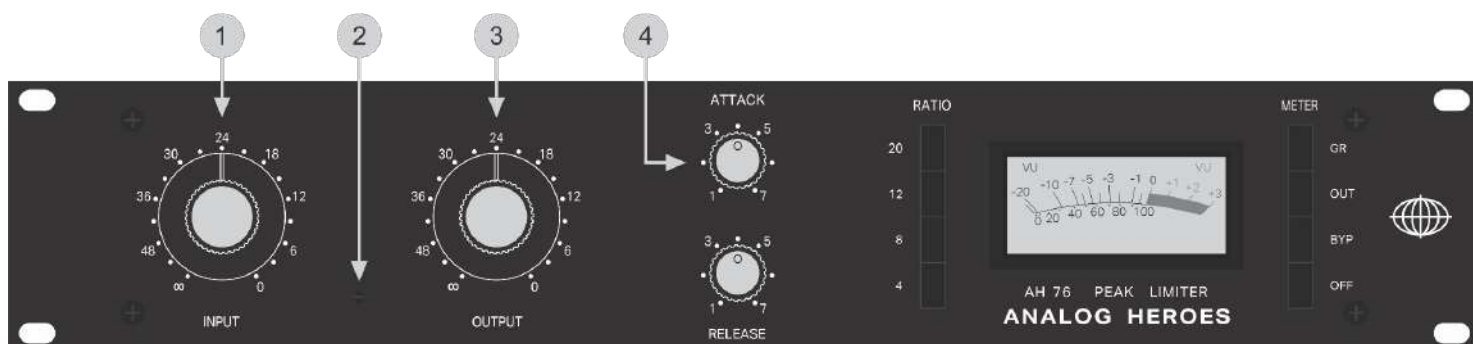 1
2
3
4
24
30
18
36
12
48
6
∞
0
INPUT
24
30
18
36
12
48
6
∞
0
OUTPUT
ATTACK
3
5
1
7
3
5
1
7
RELEASE
RATIO
20
12
8
4
VU VU
-20 -10 -7 -5 -3 -1 0 +1 +2 +3
0 20 40 60 80 100
AH 76 PEAK LIMITER
ANALOG HEROES
METER
GR
OUT
BYP
OFF